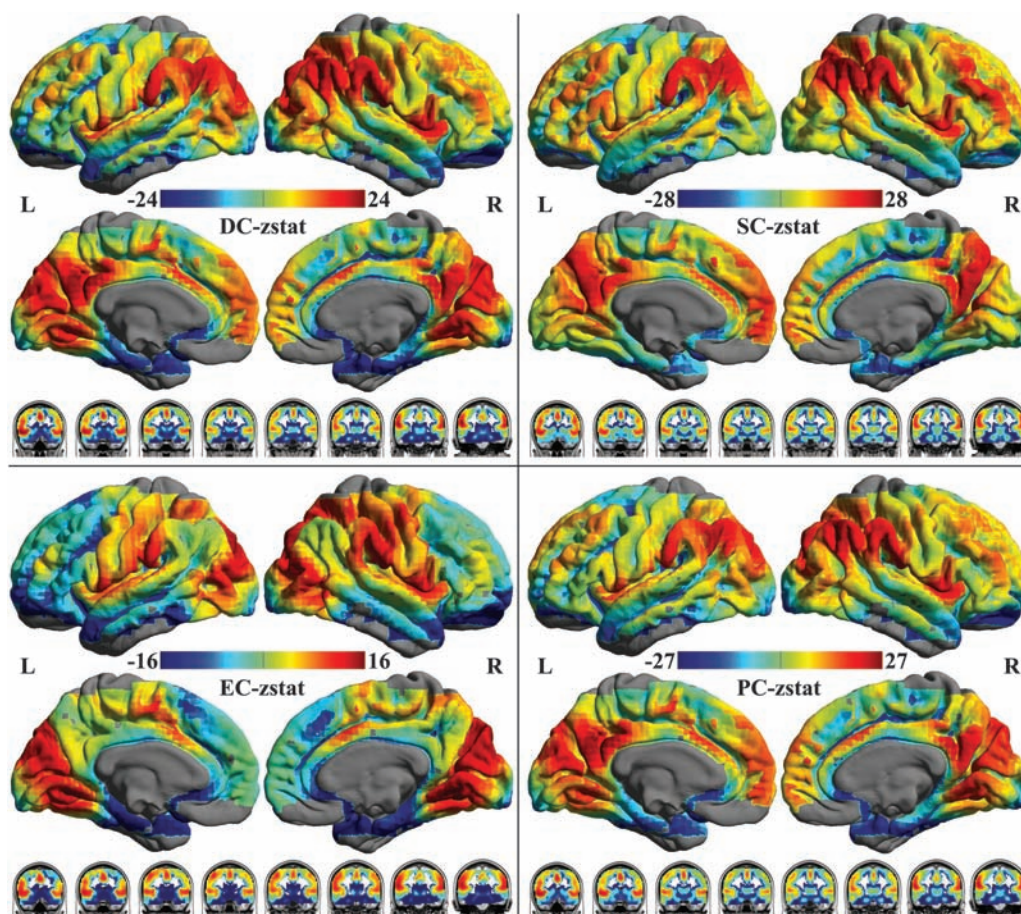 L -24 24 R
DC-zstat
L -28 28 R
SC-zstat
L -16 16 R
EC-zstat
L -27 27 R
PC-zstat